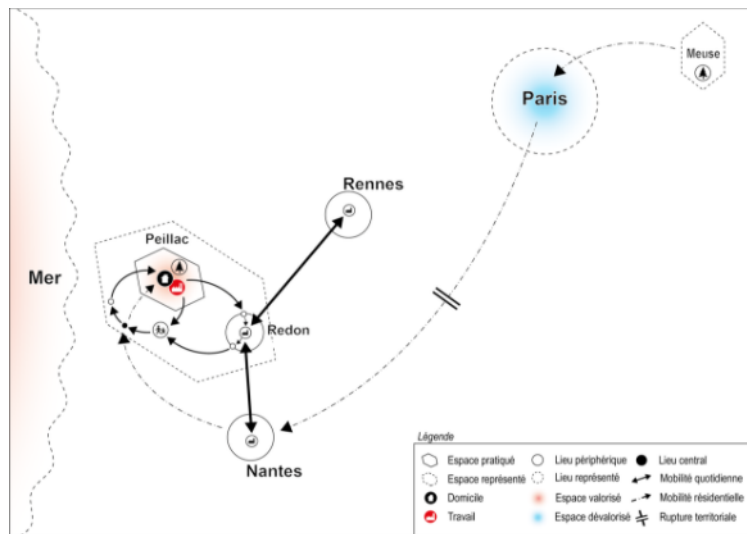 Meuse
Paris
Rennes
Peillac
Mer
Redon
Nantes
Légende
Espace pratiqué
Lieu périphérique
Lieu central
Espace représenté
Lieu représenté
Mobilité quotidienne
Domicile
Espace valorisé
Mobilité résidentielle
Travail
Espace dévalorisé
Rupture territoriale